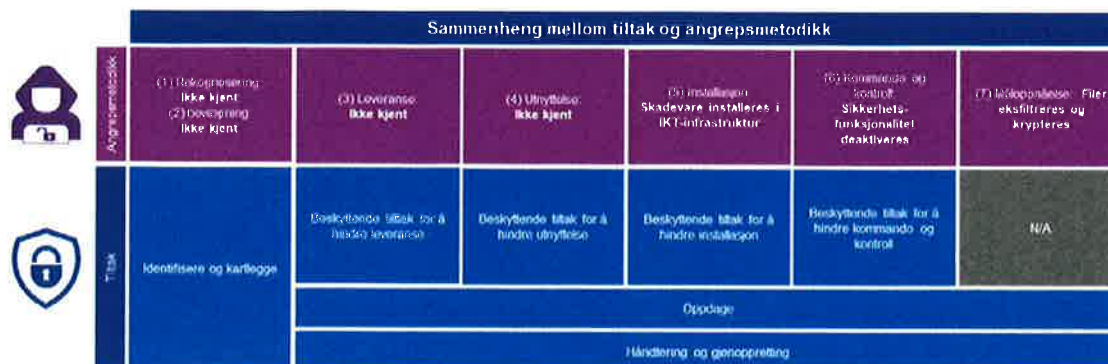 Sammenheng mellom tiltak og angrepsmetodikk
Angrepsmetodikk
(1) Rekognosering:
Ikke kjent
(2) bevæpning
Ikke kjent
(3) Leveranse:
Ikke kjent
(4) Utnyttelse:
Ikke kjent
(5) Installasjon
Skadevare installeres i
IKT-infrastruktur
(6) Kommando og
kontroll:
Sikkerhets-
funksjonalitet
deaktiveres
(7) Måloppnåelse: Filer
eksfiltreres og
krypteres
Tiltak
Identifisere og kartlegge
Beskyttende tiltak for å
hindre leveranse
Beskyttende tiltak for å
hindre utnyttelse
Beskyttende tiltak for å
hindre installasjon
Beskyttende tiltak for å
hindre kommando og
kontroll
N/A
Oppdage
Håndtering og gjenoppretting